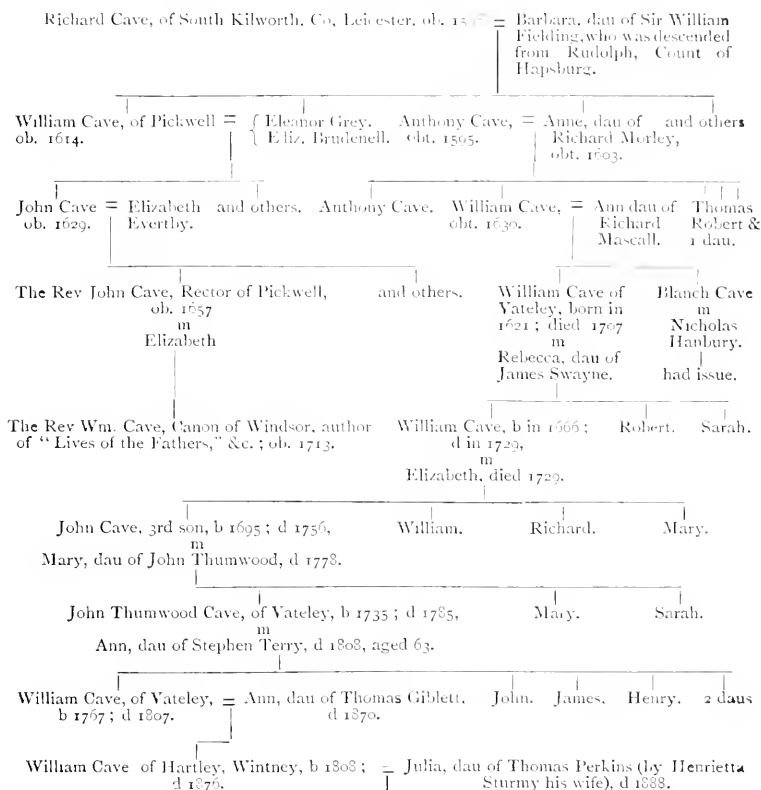 Richard Cave, of South Kilworth, Co, Leicester, ob. = Barbara, dau of Sir William
Fielding, who was descended
from Rudolph, Count of
Hapsburg.
William Cave, of Pickwell = { Eleanor Grey. Anthony Cave, = Anne, dau of and others
ob. 1614. { Eliz. Brudenell. obt. 1595. Richard Morley,
obt. 1603.
John Cave = Elizabeth and others. Anthony Cave. William Cave, = Ann dau of Thomas
ob. 1629. Everthy. obt. 1630. Richard Robert &
Mascall. 1 dau.
The Rev John Cave, Rector of Pickwell, and others. William Cave of Blanch Cave
ob. 1657 Vateley, born in m
m 1621 ; died 1707 Nicholas
Elizabeth m Hanbury.
Rebecca, dau of
James Swayne. had issue.
The Rev Wm. Cave, Canon of Windsor, author William Cave, b in 1666 ; Robert. Sarah.
of "Lives of the Fathers," &c. ; ob. 1713. d in 1729,
m
Elizabeth, died 1729.
John Cave, 3rd son, b 1695 ; d 1756, William. Richard. Mary.
m
Mary, dau of John Thumwood, d 1778.
John Thumwood Cave, of Vateley, b 1735 ; d 1785, Mary. Sarah.
m
Ann, dau of Stephen Terry, d 1808, aged 63.
William Cave, of Vateley, = Ann, dau of Thomas Giblett, John. James. Henry. 2 daus
b 1767 ; d 1807. d 1870.
William Cave of Hartley, Wintney, b 1808 ; = Julia, dau of Thomas Perkins (by Henrietta
d 1876. Sturmy his wife), d 1888.